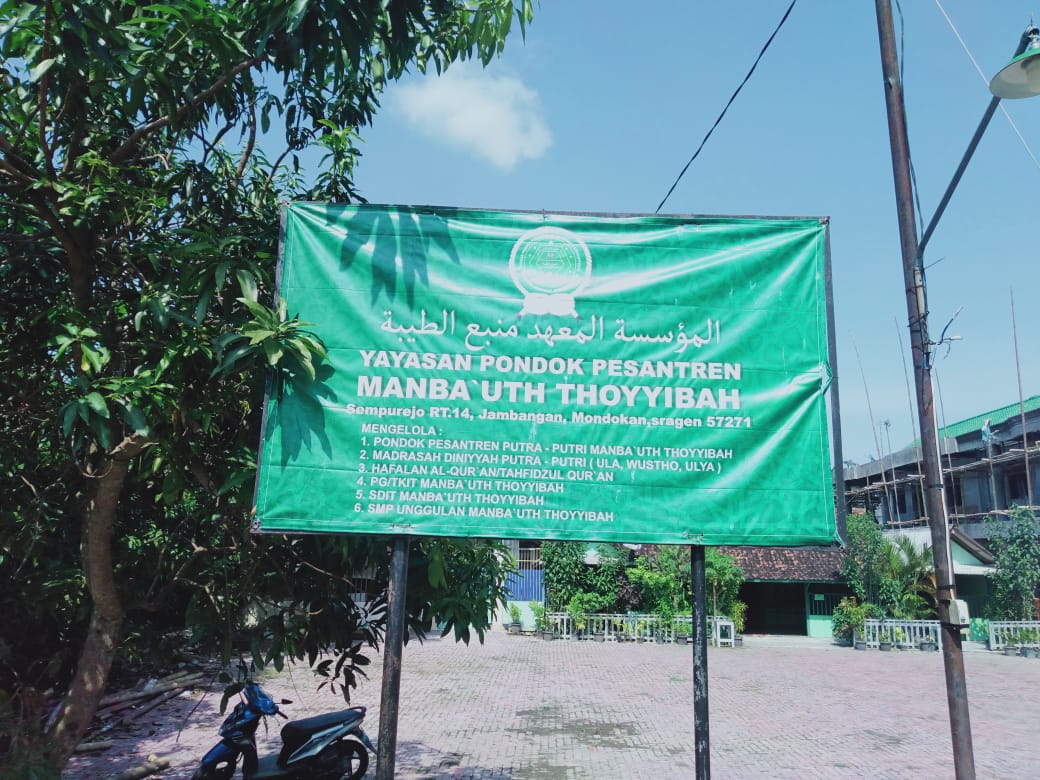 المؤسسة المعهد منبع الطيبة
YAYASAN PONDOK PESANTREN
MANBA`UTH THOYYIBAH
Sempurejo RT.14, Jambangan, Mondokan,sragen 57271
MENGELOLA :
1. PONDOK PESANTREN PUTRA - PUTRI MANBA`UTH THOYYIBAH
2. MADRASAH DINIYYAH PUTRA - PUTRI ( ULA, WUSTHO, ULYA )
3. HAFALAN AL-QUR`AN/TAHFIDZUL QUR`AN
4. PG/TKIT MANBA`UTH THOYYIBAH
5. SDIT MANBA`UTH THOYYIBAH
6. SMP UNGGULAN MANBA`UTH THOYYIBAH